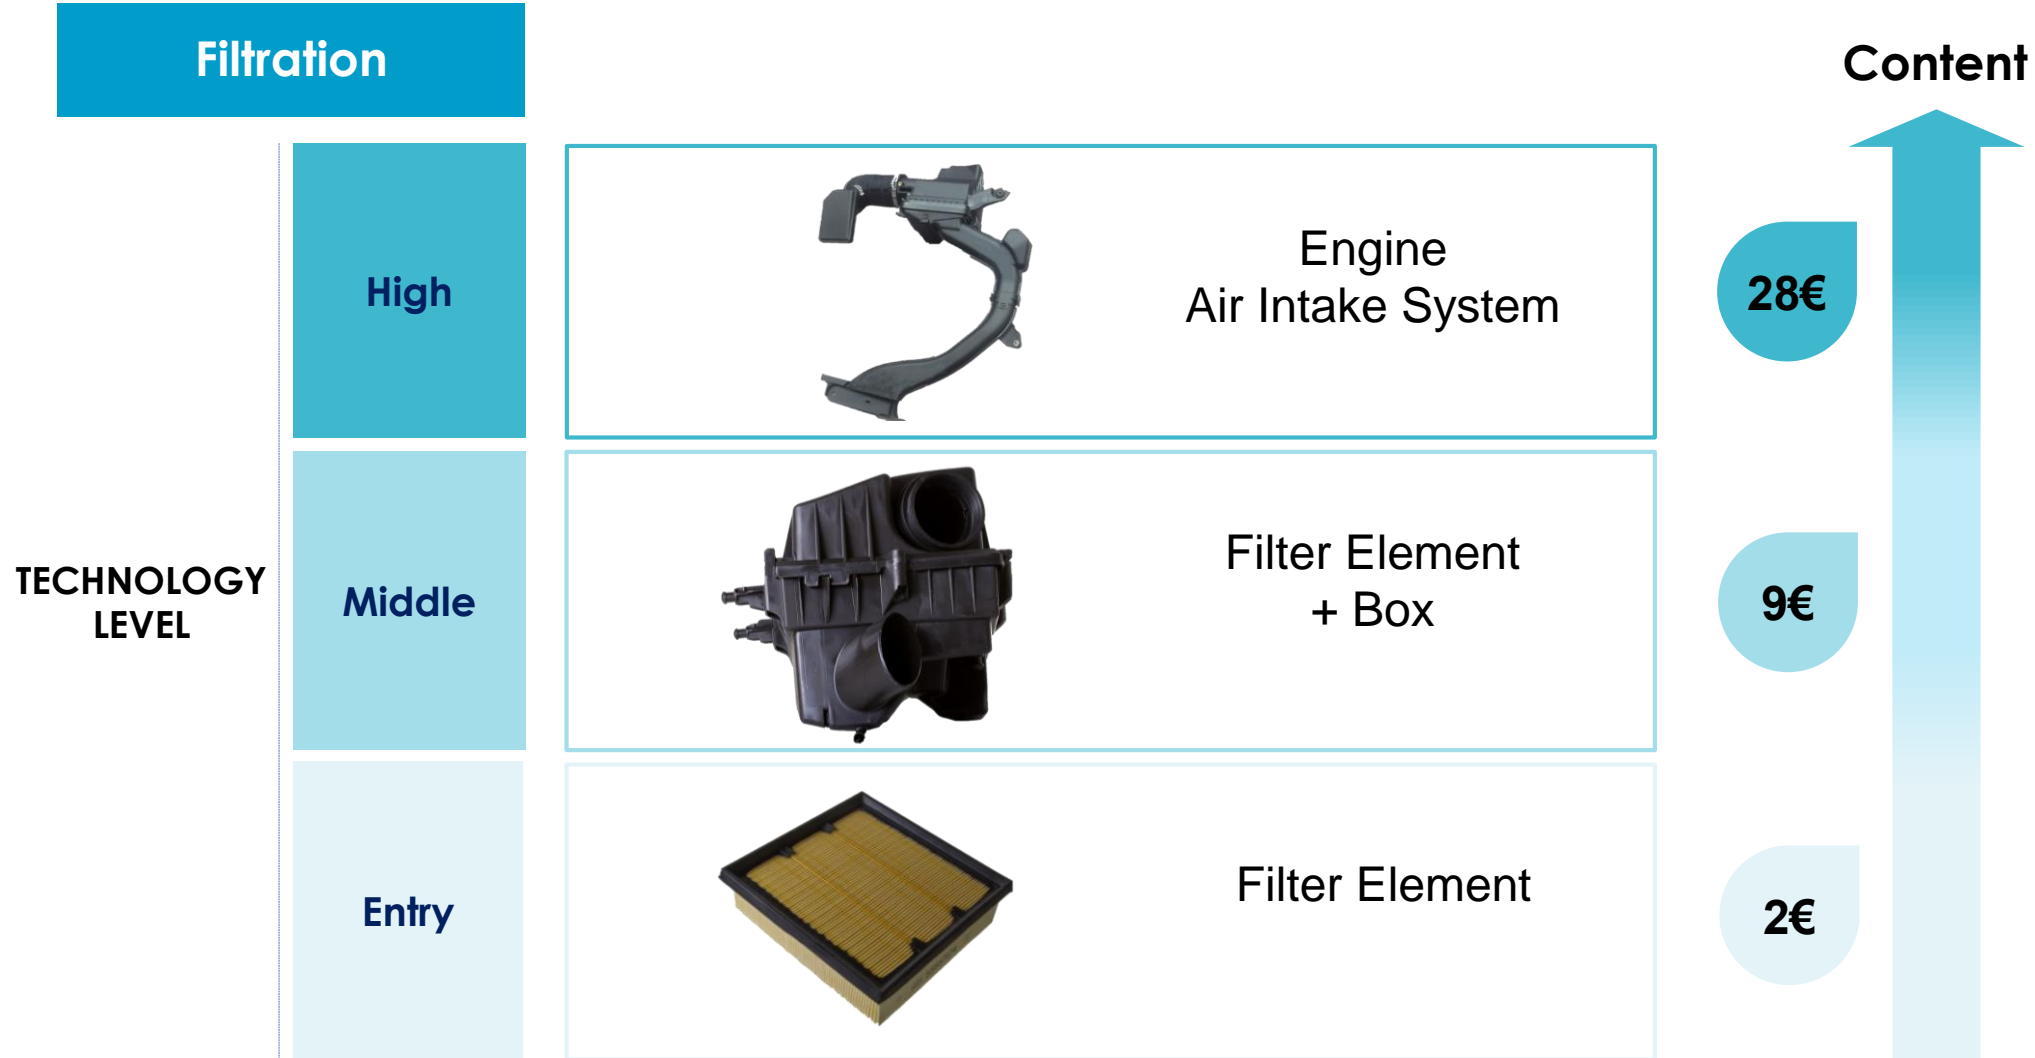 Filtration
Content
High
Engine
Air Intake System
28€
TECHNOLOGY
LEVEL
Middle
Filter Element
+ Box
9€
Entry
Filter Element
2€